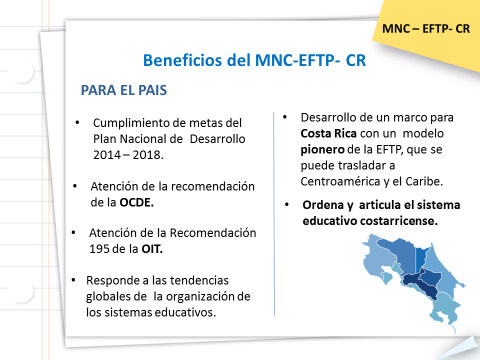 MNC – EFTP- CR
Beneficios del MNC-EFTP- CR
PARA EL PAIS
• Cumplimiento de metas del
Plan Nacional de Desarrollo
2014 – 2018.
• Atención de la recomendación
de la OCDE.
• Atención de la Recomendación
195 de la OIT.
• Responde a las tendencias
globales de la organización de
los sistemas educativos.
• Desarrollo de un marco para
Costa Rica con un modelo
pionero de la EFTP, que se
puede trasladar a
Centroamérica y el Caribe.
• Ordena y articula el sistema
educativo costarricense.